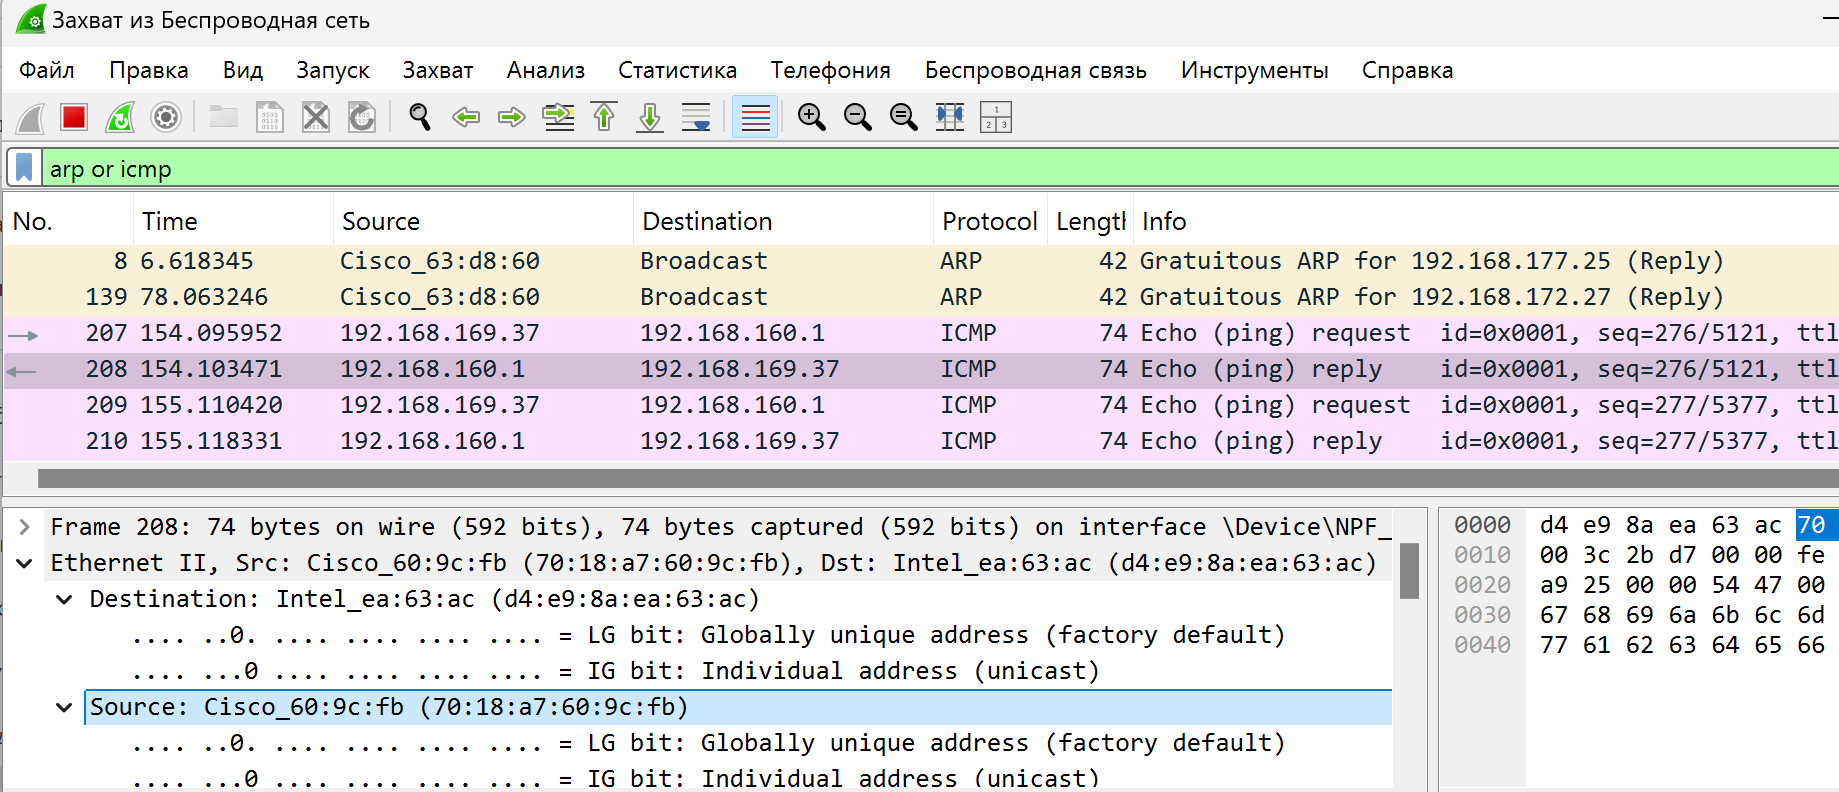 Захват из Беспроводная сеть
Файл Правка Вид Запуск Захват Анализ Статистика Телефония Беспроводная связь Инструменты Справка
arp or icmp
No. Time Source Destination Protocol Length Info
8 6.618345 Cisco_63:d8:60 Broadcast ARP 42 Gratuitous ARP for 192.168.177.25 (Reply)
139 78.063246 Cisco_63:d8:60 Broadcast ARP 42 Gratuitous ARP for 192.168.172.27 (Reply)
207 154.095952 192.168.169.37 192.168.160.1 ICMP 74 Echo (ping) request id=0x0001, seq=276/5121, ttl
208 154.103471 192.168.160.1 192.168.169.37 ICMP 74 Echo (ping) reply id=0x0001, seq=276/5121, ttl
209 155.110420 192.168.169.37 192.168.160.1 ICMP 74 Echo (ping) request id=0x0001, seq=277/5377, ttl
210 155.118331 192.168.160.1 192.168.169.37 ICMP 74 Echo (ping) reply id=0x0001, seq=277/5377, ttl
Frame 208: 74 bytes on wire (592 bits), 74 bytes captured (592 bits) on interface \Device\NPF_
Ethernet II, Src: Cisco_60:9c:fb (70:18:a7:60:9c:fb), Dst: Intel_ea:63:ac (d4:e9:8a:ea:63:ac)
Destination: Intel_ea:63:ac (d4:e9:8a:ea:63:ac)
.... ..0. .... .... .... .... = LG bit: Globally unique address (factory default)
.... ...0 .... .... .... .... = IG bit: Individual address (unicast)
Source: Cisco_60:9c:fb (70:18:a7:60:9c:fb)
.... ..0. .... .... .... .... = LG bit: Globally unique address (factory default)
.... ...0 .... .... .... .... = IG bit: Individual address (unicast)
0000 d4 e9 8a ea 63 ac 70
0010 00 3c 2b d7 00 00 fe
0020 a9 25 00 00 54 47 00
0030 67 68 69 6a 6b 6c 6d
0040 77 61 62 63 64 65 66